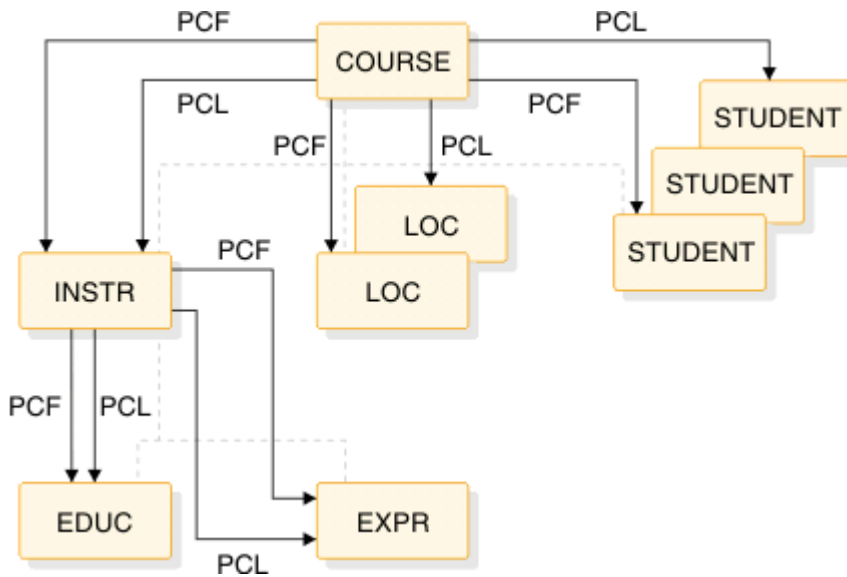 PCF
PCL
COURSE
PCL
PCF
STUDENT
PCF
PCL
STUDENT
LOC
STUDENT
PCF
INSTR
LOC
PCF
PCL
EDUC
EXPR
PCL